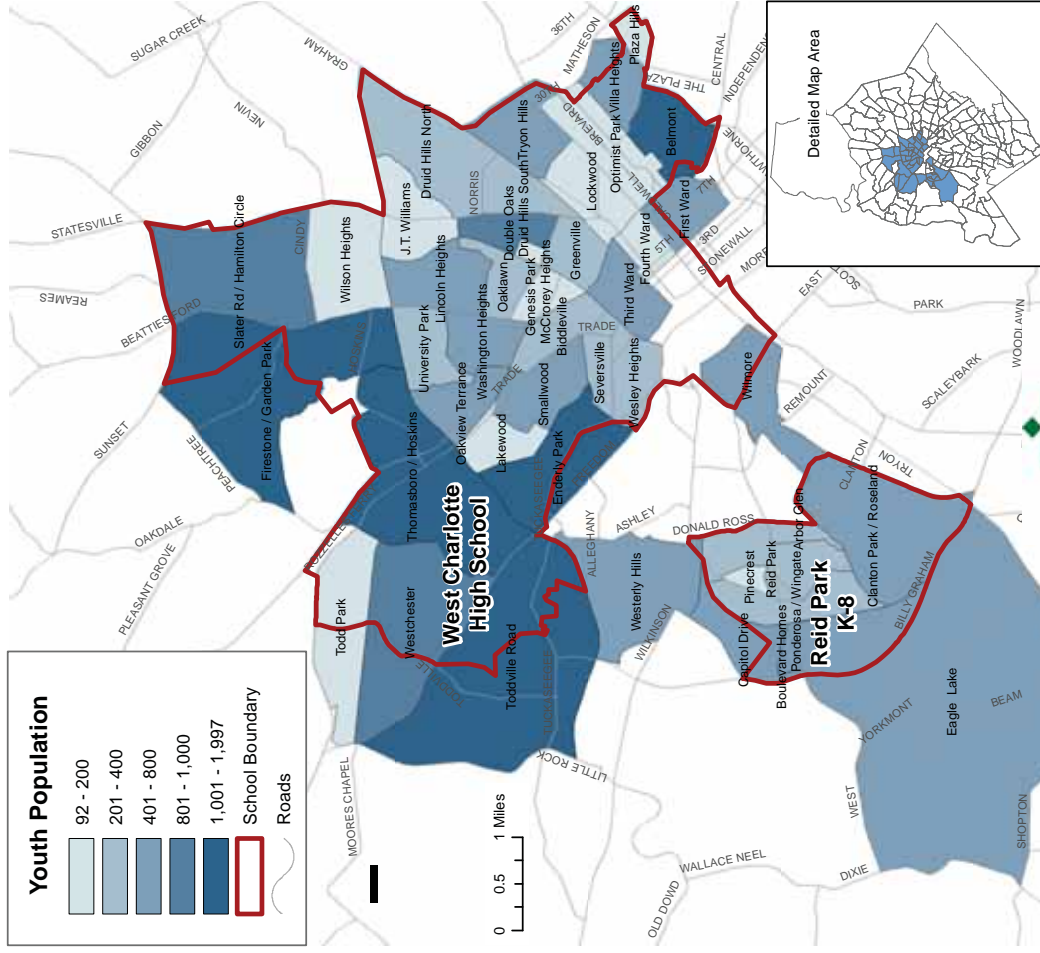 Youth Population
92 - 200
201 - 400
401 - 800
801 - 1,000
1,001 - 1,997
School Boundary
Roads
Detailed Map Area
0 0.5 1 Miles
West Charlotte
High School
Reid Park
K-8
Slater Rd / Hamilton Circle
Firestone / Garden Park
Wilson Heights
J.T. Williams
Druid Hills North
Lincoln Heights
University Park
Washington Heights
Oaklawn
Double Oaks
Druid Hills South
Tryon Hills
Genesis Park
McCrorey Heights
Biddleville
Greenville
Lockwood
Optimist Park
Villa Heights
Plaza Hills
Belmont
First Ward
Fourth Ward
Third Ward
Wesley Heights
Seversville
Smallwood
Lakewood
Oakview Terrance
Thomasboro / Hoskins
Enderly Park
Westchester
Todd Park
Toddville Road
Westerly Hills
Wilmore
Capitol Drive
Pinecrest
Reid Park
Boulevard Homes
Ponderosa / Wingate
Arbor Glen
Clanton Park / Roseland
Eagle Lake
SUGAR CREEK
GRAHAM
GIBBON
NEVIN
STATESVILLE
REAMES
BEATTIES FORD
CINDY
SUNSET
PEACHTREE
OAKDALE
PLEASANT GROVE
MOORES CHAPEL
LITTLE ROCK
NORRIS
TRADE
TRADE
36TH
MATHESON
30TH
BREVARD
THE PLAZA
CENTRAL
7TH
5TH
3RD
STONEWALL
EAST
PARK
SCALEYBARK
REMOUNT
CLANTON
TRYON
DONALD ROSS
ASHLEY
ALLEGHANY
WILKINSON
BILLY GRAHAM
YORKMONT
BEAM
WEST
SHOPTON
DIXIE
WALLACE NEEL
OLD DOWD